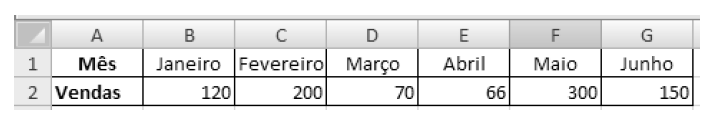 A B C D E F G
1 Mês Janeiro Fevereiro Março Abril Maio Junho
2 Vendas 120 200 70 66 300 150